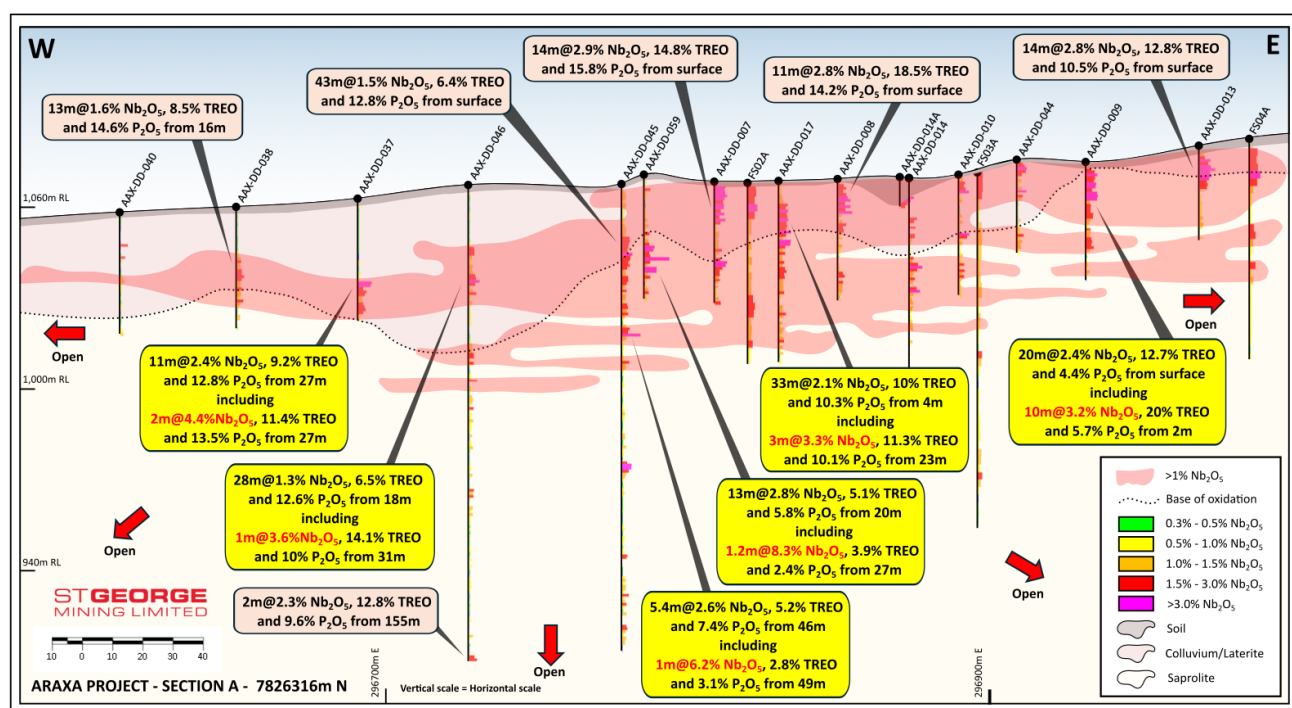 W
E
14m@2.9% Nb₂O₅, 14.8% TREO
and 15.8% P₂O₅ from surface
14m@2.8% Nb₂O₅, 12.8% TREO
and 10.5% P₂O₅ from surface
43m@1.5% Nb₂O₅, 6.4% TREO
and 12.8% P₂O₅ from surface
11m@2.8% Nb₂O₅, 18.5% TREO
and 14.2% P₂O₅ from surface
13m@1.6% Nb₂O₅, 8.5% TREO
and 14.6% P₂O₅ from 16m
AAX-DD-040
AAX-DD-038
AAX-DD-037
AAX-DD-046
AAX-DD-045
AAX-DD-059
AAX-DD-007
FS02A
AAX-DD-017
AAX-DD-008
AAX-DD-014A
AAX-DD-014
AAX-DD-010
FS03A
AAX-DD-044
AAX-DD-009
AAX-DD-013
FS04A
1,060m RL
1,000m RL
940m RL
Open
Open
Open
Open
Open
11m@2.4% Nb₂O₅, 9.2% TREO
and 12.8% P₂O₅ from 27m
including
2m@4.4%Nb₂O₅, 11.4% TREO
and 13.5% P₂O₅ from 27m
28m@1.3% Nb₂O₅, 6.5% TREO
and 12.6% P₂O₅ from 18m
including
1m@3.6%Nb₂O₅, 14.1% TREO
and 10% P₂O₅ from 31m
2m@2.3% Nb₂O₅, 12.8% TREO
and 9.6% P₂O₅ from 155m
33m@2.1% Nb₂O₅, 10% TREO
and 10.3% P₂O₅ from 4m
including
3m@3.3% Nb₂O₅, 11.3% TREO
and 10.1% P₂O₅ from 23m
13m@2.8% Nb₂O₅, 5.1% TREO
and 5.8% P₂O₅ from 20m
including
1.2m@8.3% Nb₂O₅, 3.9% TREO
and 2.4% P₂O₅ from 27m
5.4m@2.6% Nb₂O₅, 5.2% TREO
and 7.4% P₂O₅ from 46m
including
1m@6.2% Nb₂O₅, 2.8% TREO
and 3.1% P₂O₅ from 49m
20m@2.4% Nb₂O₅, 12.7% TREO
and 4.4% P₂O₅ from surface
including
10m@3.2% Nb₂O₅, 20% TREO
and 5.7% P₂O₅ from 2m
>1% Nb₂O₅
Base of oxidation
0.3% - 0.5% Nb₂O₅
0.5% - 1.0% Nb₂O₅
1.0% - 1.5% Nb₂O₅
1.5% - 3.0% Nb₂O₅
>3.0% Nb₂O₅
Soil
Colluvium/Laterite
Saprolite
STGEORGE
MINING LIMITED
10 0 10 20 30 40
ARAXA PROJECT - SECTION A - 7826316m N
296700m E
Vertical scale = Horizontal scale
296900m E